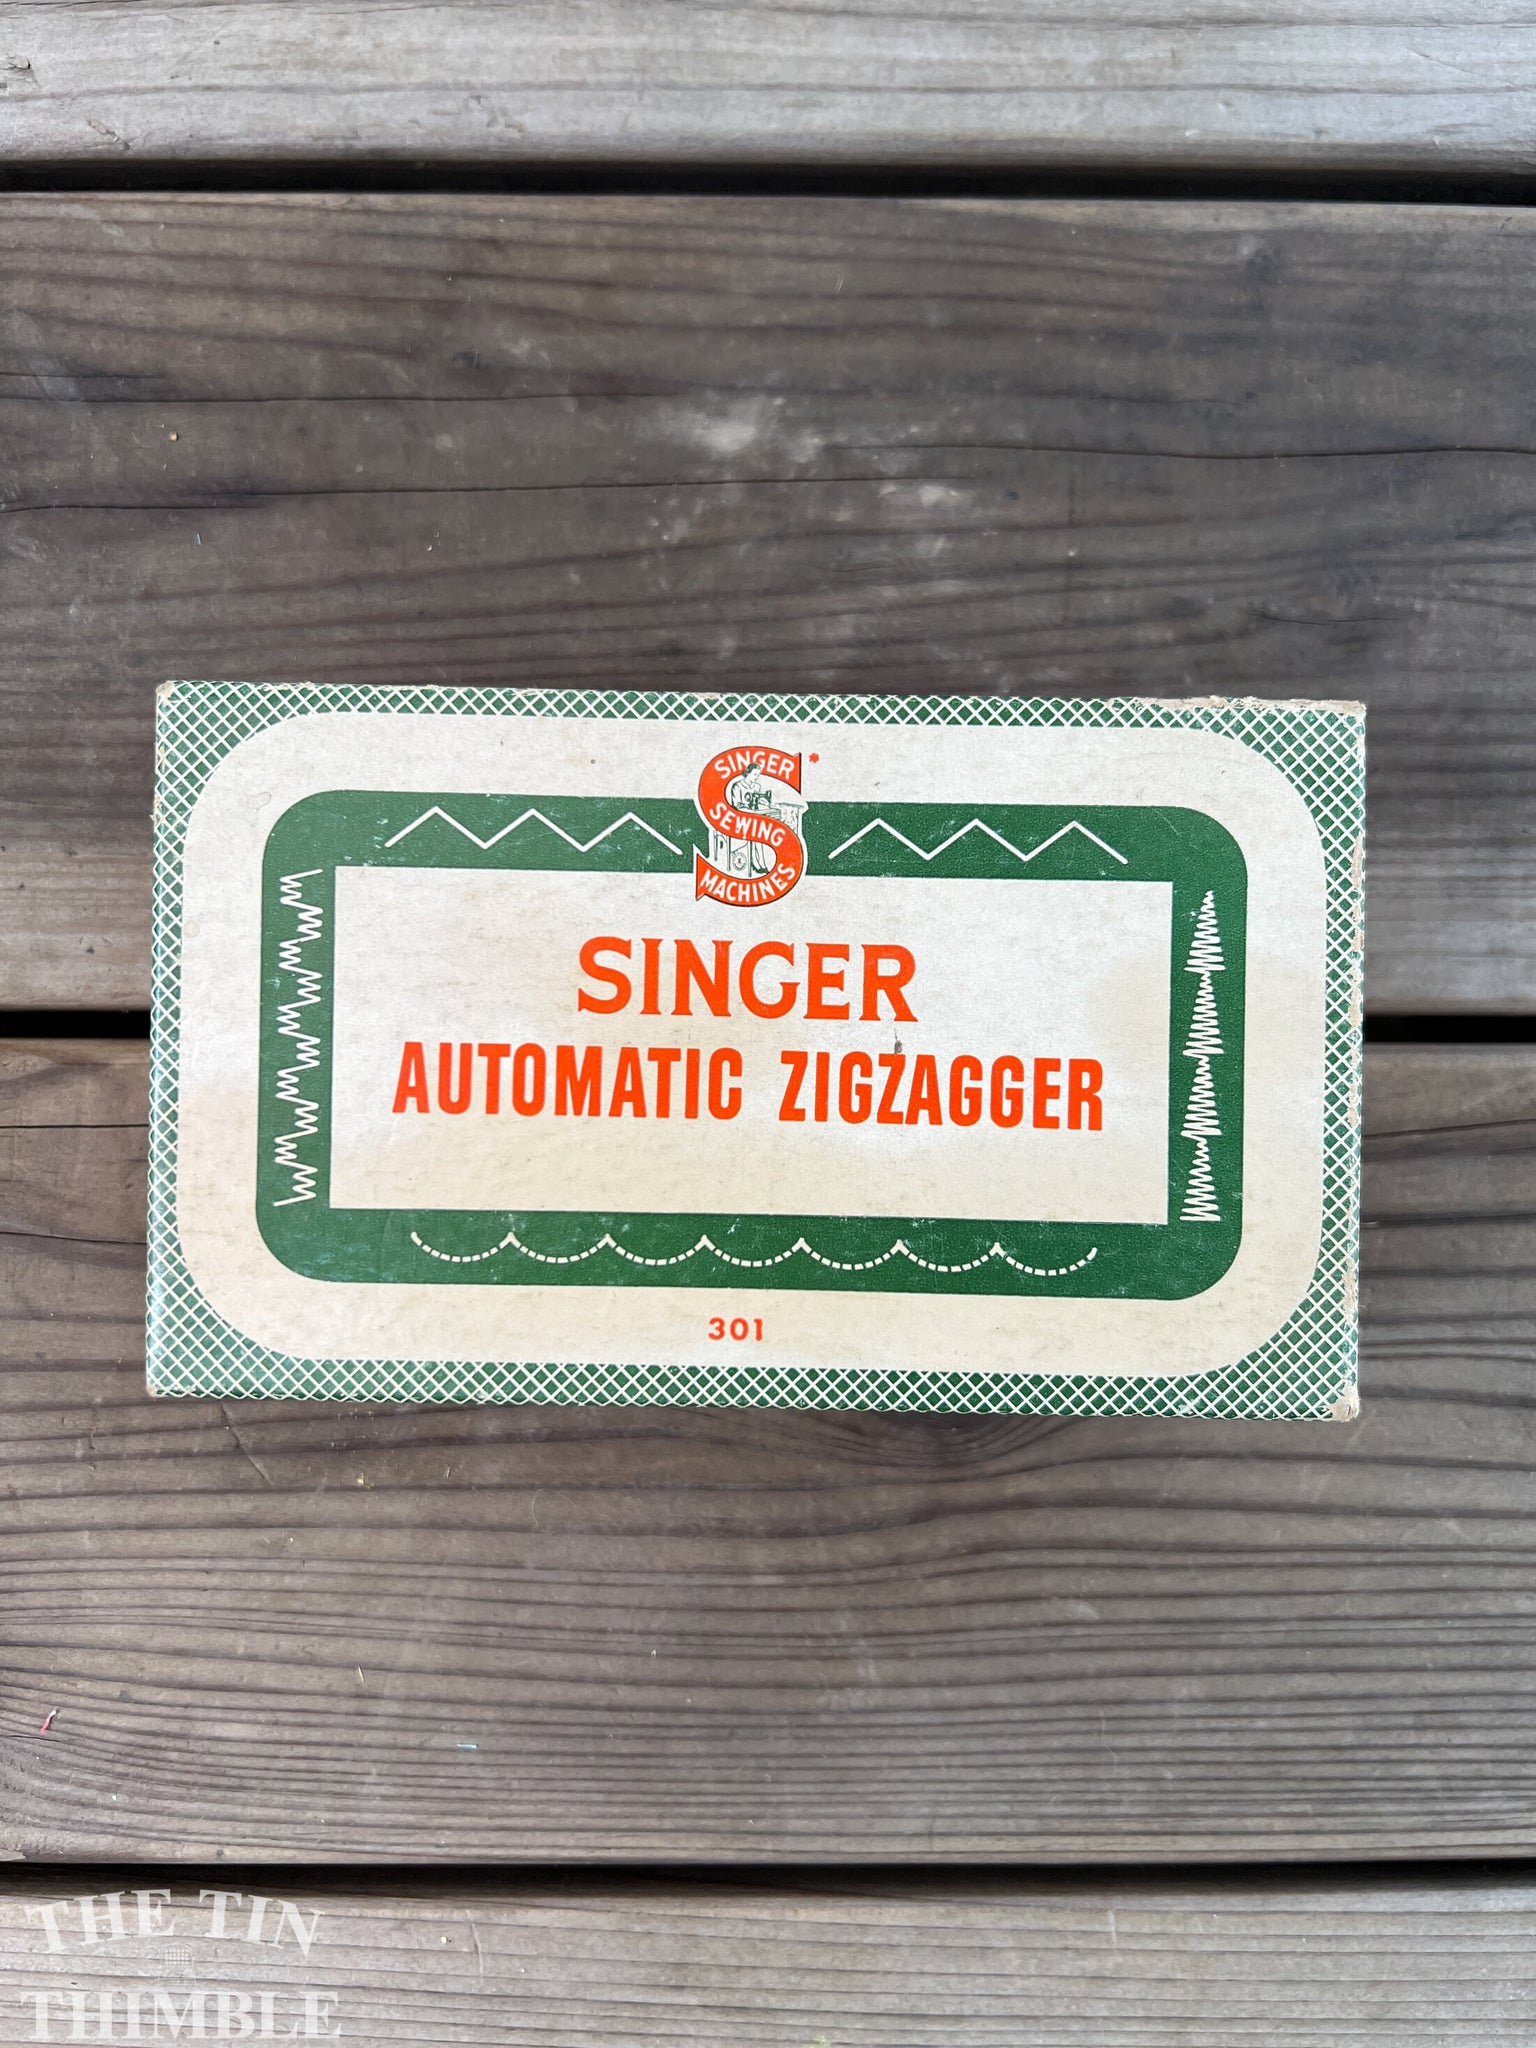 SINGER
SEWING
MACHINES
*
SINGER
AUTOMATIC ZIGZAGGER
301
THE TIN
THIMBLE